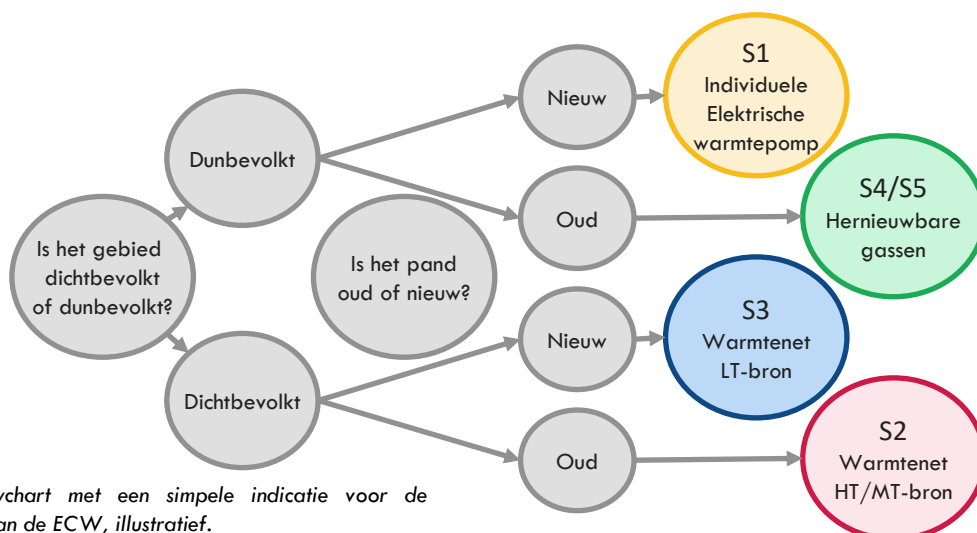 Is het gebied
dichtbevolkt
of dunbevolkt?
Dunbevolkt
Dichtbevolkt
Is het pand
oud of nieuw?
Nieuw
Oud
Nieuw
Oud
S1
Individuele
Elektrische
warmtepomp
S4/S5
Hernieuwbare
gassen
S3
Warmtenet
LT-bron
S2
Warmtenet
HT/MT-bron
met een simpele indicatie voor de
de ECW, illustratief.